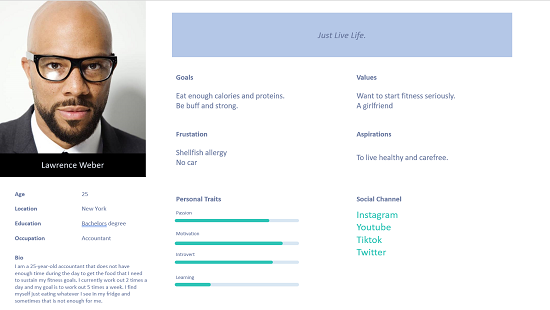 Just Live Life.
Lawrence Weber
Age 25
Location New York
Education Bachelors degree
Occupation Accountant
Bio
I am a 25-year-old accountant that does not have
enough time during the day to get the food that I need
to sustain my fitness goals. I currently work out 2 times a
day and my goal is to work out 5 times a week. I find
myself just eating whatever I see in my fridge and
sometimes that is not enough for me.
Goals
Eat enough calories and proteins.
Be buff and strong.
Values
Want to start fitness seriously.
A girlfriend
Frustation
Shellfish allergy
No car
Aspirations
To live healthy and carefree.
Personal Traits
Passion
Motivation
Introvert
Learning
Social Channel
Instagram
Youtube
Tiktok
Twitter